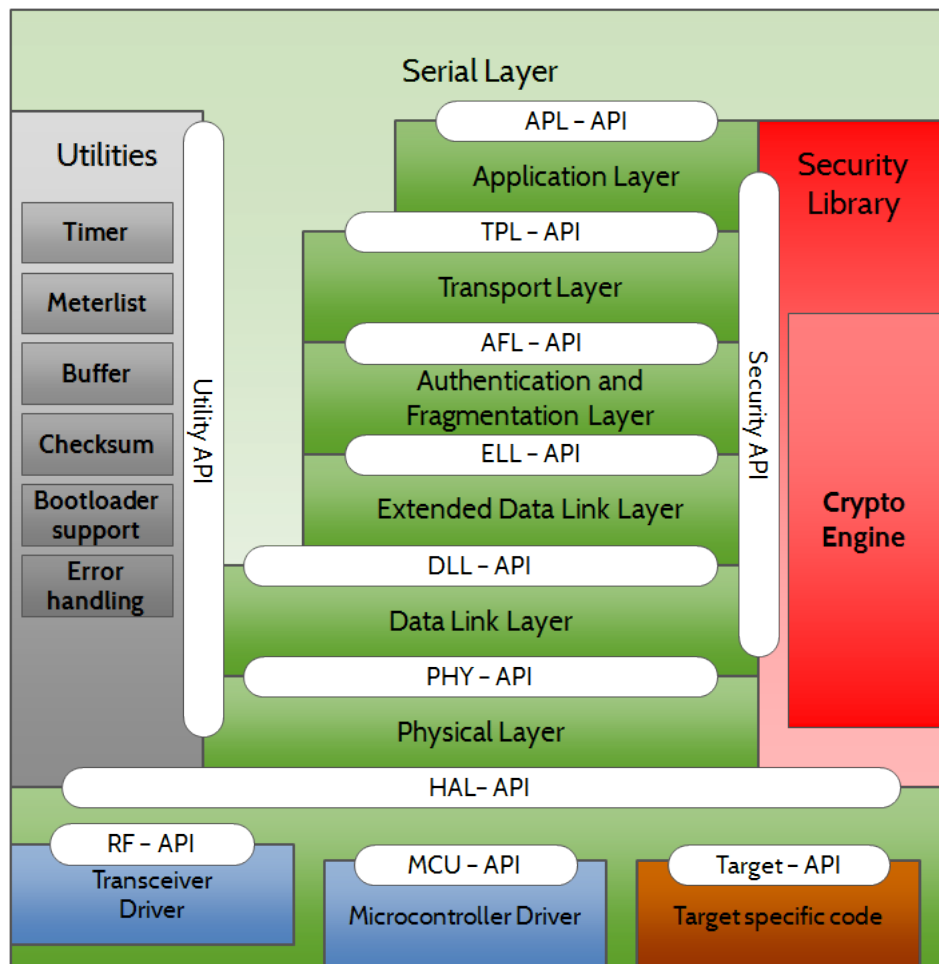 Serial Layer
Utilities
Timer
Meterlist
Buffer
Checksum
Bootloader
support
Error
handling
Utility API
APL – API
Application Layer
TPL – API
Transport Layer
AFL – API
Authentication and
Fragmentation Layer
ELL – API
Extended Data Link Layer
DLL – API
Data Link Layer
PHY – API
Physical Layer
Security API
Security
Library
Crypto
Engine
HAL– API
RF – API
Transceiver
Driver
MCU – API
Microcontroller Driver
Target – API
Target specific code